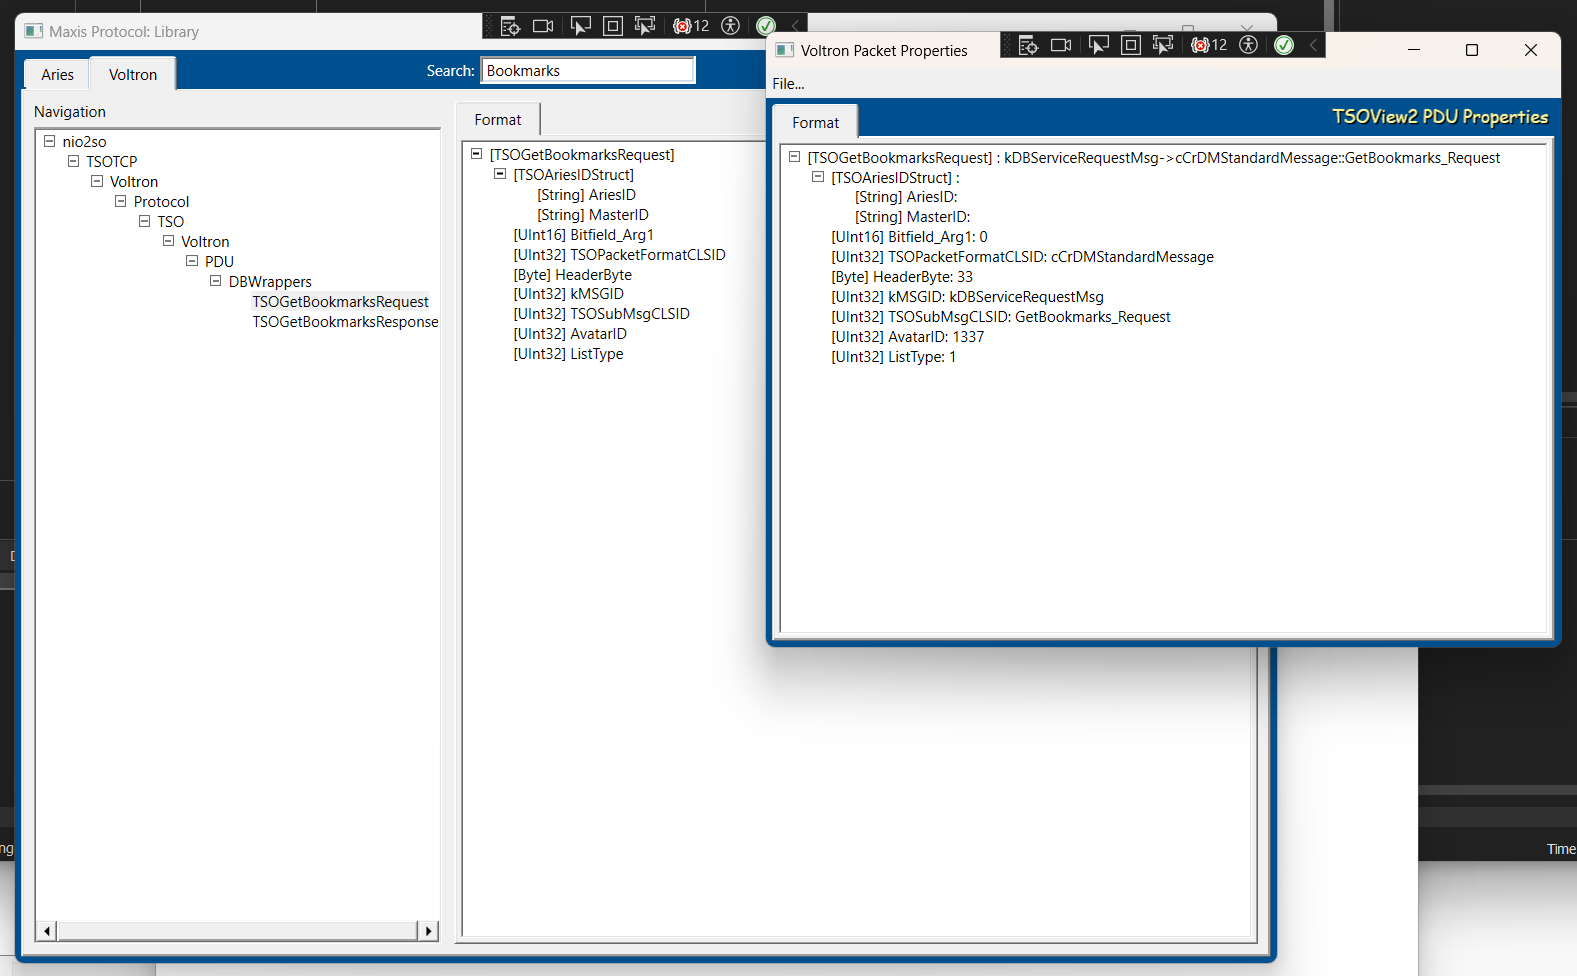 Maxis Protocol: Library
12
Aries
Voltron
Search:
Bookmarks
Navigation
nio2so
TSOTCP
Voltron
Protocol
TSO
Voltron
PDU
DBWrappers
TSOGetBookmarksRequest
TSOGetBookmarksResponse
Format
[TSOGetBookmarksRequest]
[TSOAriesIDStruct]
[String] AriesID
[String] MasterID
[UInt16] Bitfield_Arg1
[UInt32] TSOPacketFormatCLSID
[Byte] HeaderByte
[UInt32] kMSGID
[UInt32] TSOSubMsgCLSID
[UInt32] AvatarID
[UInt32] ListType
Voltron Packet Properties
12
File...
Format
TSOView2 PDU Properties
[TSOGetBookmarksRequest] : kDBServiceRequestMsg->cCrDMStandardMessage::GetBookmarks_Request
[TSOAriesIDStruct] :
[String] AriesID:
[String] MasterID:
[UInt16] Bitfield_Arg1: 0
[UInt32] TSOPacketFormatCLSID: cCrDMStandardMessage
[Byte] HeaderByte: 33
[UInt32] kMSGID: kDBServiceRequestMsg
[UInt32] TSOSubMsgCLSID: GetBookmarks_Request
[UInt32] AvatarID: 1337
[UInt32] ListType: 1
ng
Time